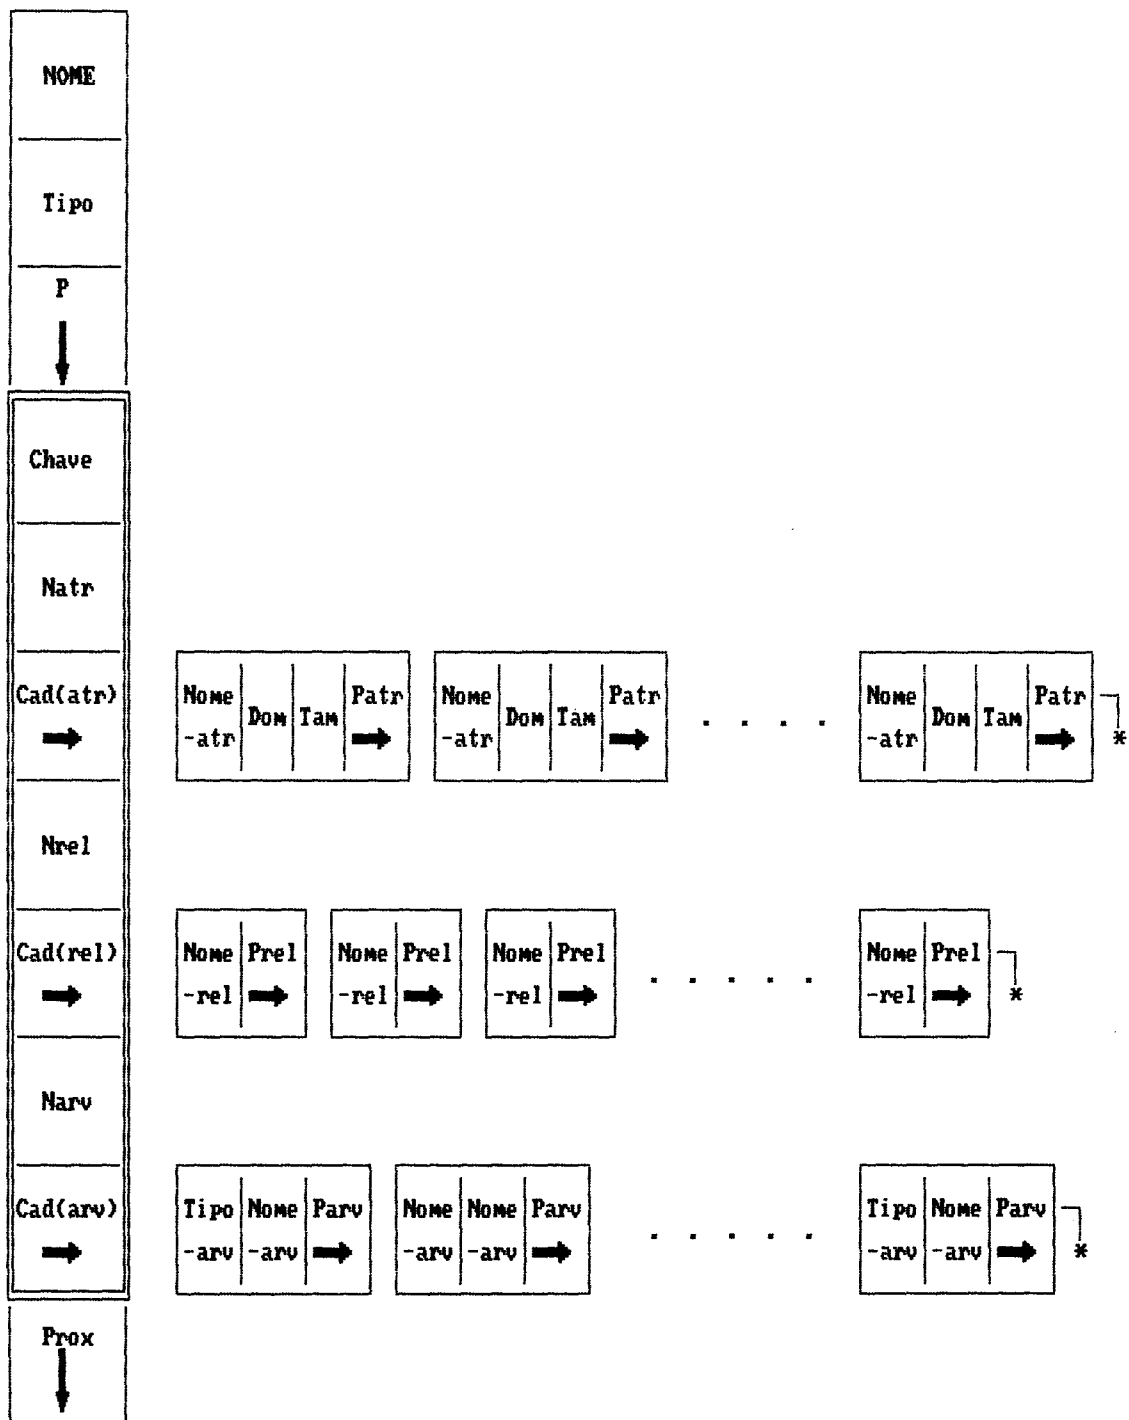 NOME
Tipo
P
Chave
Natr
Cad(atr) Nome Dom Tam Patr Nome Dom Tam Patr . . . . Nome Dom Tam Patr
-atr -atr -atr *
Nrel
Cad(rel) Nome Prel Nome Prel Nome Prel . . . . . Nome Prel
-rel -rel -rel -rel *
Narv
Cad(arv) Tipo Nome Parv Nome Nome Parv . . . . . Tipo Nome Parv
-arv -arv -arv -arv -arv -arv *
Prox